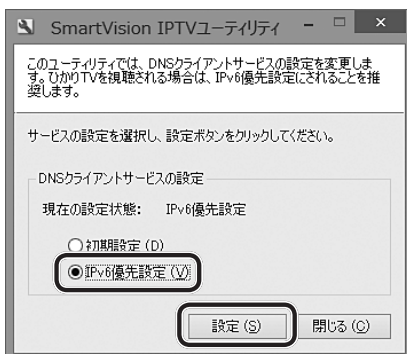 SmartVision IPTVユーティリティ
このユーティリティでは、DNSクライアントサービスの設定を変更しま
す。ひかりTVを視聴される場合は、IPv6優先設定にされることを推
奨します。
サービスの設定を選択し、設定ボタンをクリックしてください。
DNSクライアントサービスの設定
現在の設定状態: IPv6優先設定
初期設定 (D)
IPv6優先設定 (V)
設定 (S) 閉じる (C)